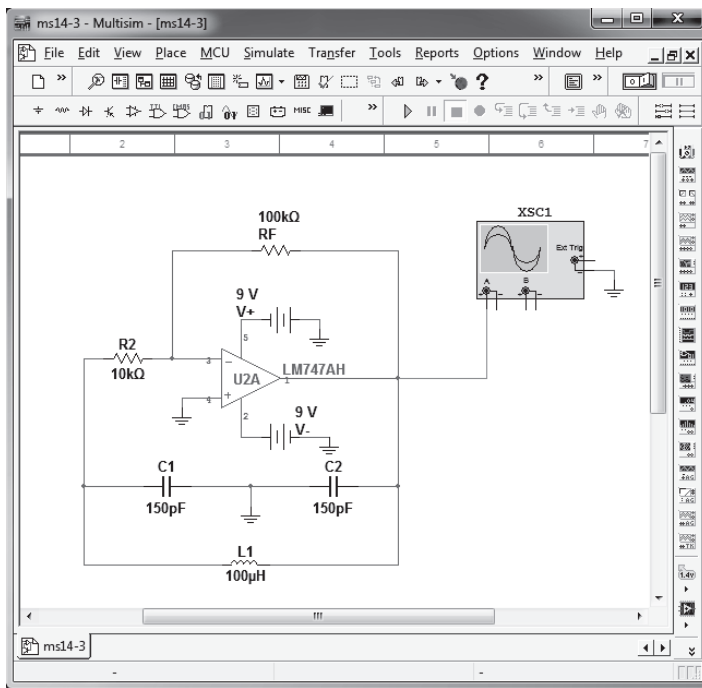 ms14-3 - Multisim - [ms14-3]
File Edit View Place MCU Simulate Transfer Tools Reports Options Window Help
MISC
2 3 4 5 6 7
XSC1
Ext Trig
A B
100kΩ
RF
9 V
V+
5
R2
10kΩ
3
U2A
1
LM747AH
4
2
9 V
V-
C1
150pF
C2
150pF
L1
100µH
1.4v
ms14-3